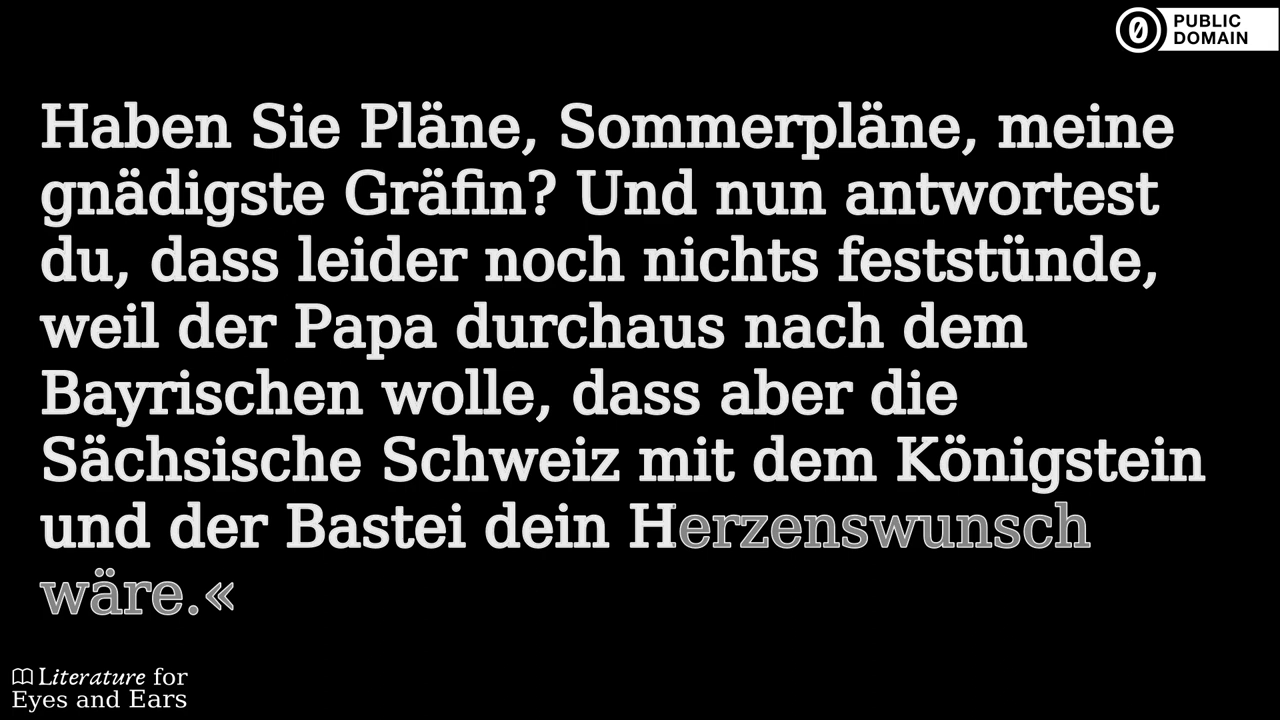 PUBLIC
DOMAIN
Haben Sie Pläne, Sommerpläne, meine
gnädigste Gräfin? Und nun antwortest
du, dass leider noch nichts feststünde,
weil der Papa durchaus nach dem
Bayrischen wolle, dass aber die
Sächsische Schweiz mit dem Königstein
und der Bastei dein Herzenswunsch
wäre.«
Literature for
Eyes and Ears